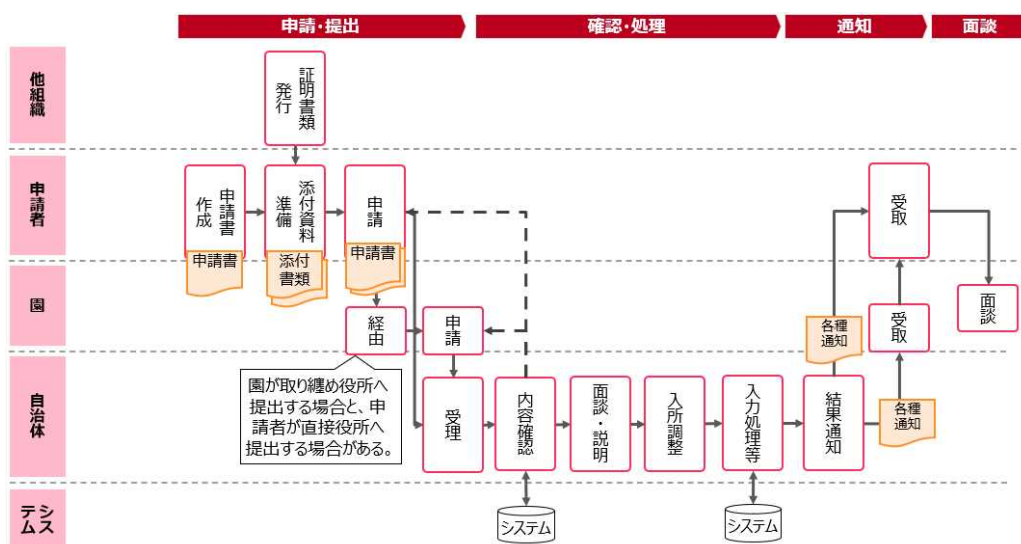 申請・提出
確認・処理
通知
面談
他組織
証明書類
発行
申請者
申請書
作成
申請書
添付資料
準備
添付
書類
申請
申請書
受取
園
経由
申請
各種
通知
受取
面談
園が取り纏め役所へ
提出する場合と、申
請者が直接役所へ
提出する場合がある。
自治体
受理
内容確認
面談・説明
入所調整
入力処理等
結果通知
各種
通知
シス
テム
システム
システム